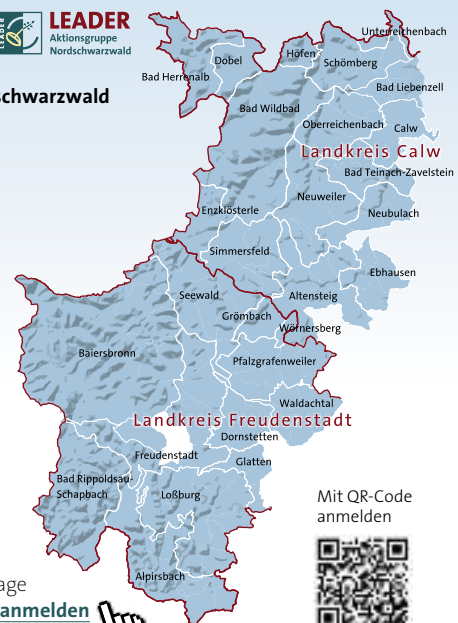 LEADER
LEADER
Aktionsgruppe
Nordschwarzwald
schwarzwald
Unterreichenbach
Höfen
Dobel
Schömberg
Bad Herrenalb
Bad Liebenzell
Bad Wildbad
Oberreichenbach
Calw
Landkreis Calw
Bad Teinach-Zavelstein
Neuweiler
Enzklösterle
Neubulach
Simmersfeld
Ebhausen
Seewald
Altensteig
Grömbach
Wörnersberg
Baiersbronn
Pfalzgrafenweiler
Waldachtal
Landkreis Freudenstadt
Dornstetten
Freudenstadt
Glatten
Bad Rippoldsau-
Schapbach
Loßburg
Mit QR-Code
anmelden
Alpirsbach
age
anmelden